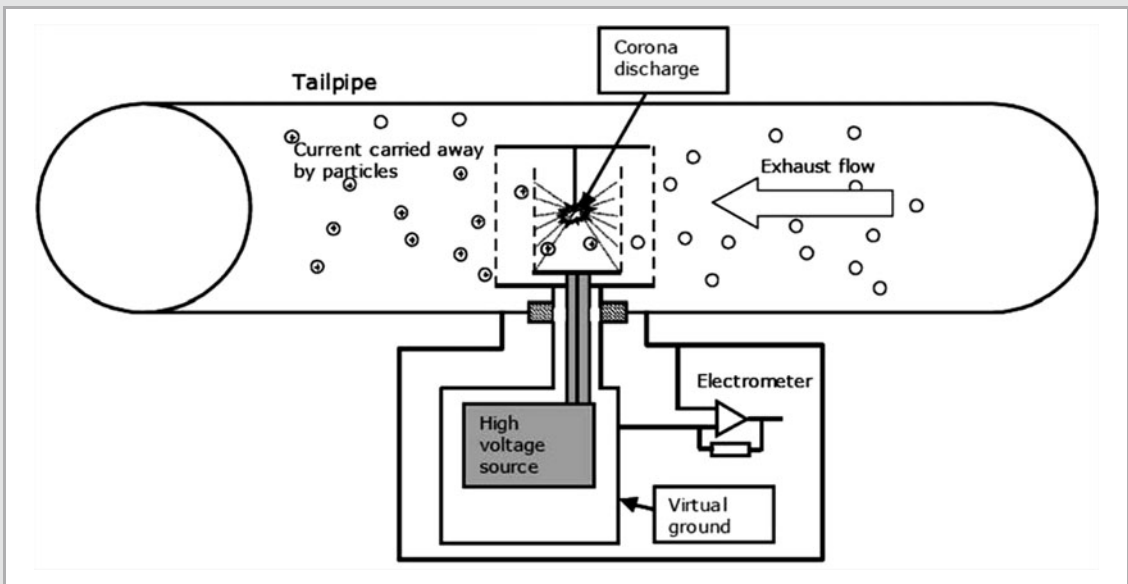 Corona
discharge
Tailpipe
Current carried away
by particles
Exhaust flow
Electrometer
High
voltage
source
Virtual
ground